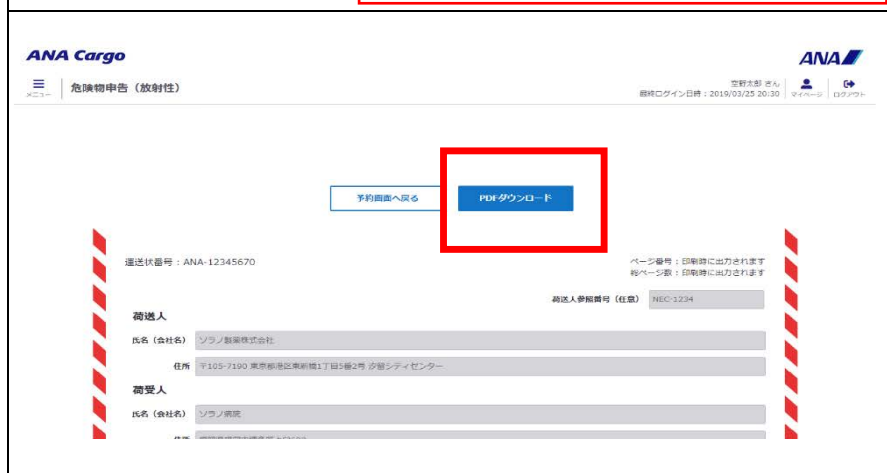 ANA Cargo
ANA
メニュー
危険物申告（放射性）
空野太郎 さん
最終ログイン日時：2019/03/25 20:30
マイページ
ログアウト
予約画面へ戻る
PDFダウンロード
運送状番号：ANA-12345670
ページ番号：印刷時に出力されます
総ページ数：印刷時に出力されます
荷送人参照番号（任意） NEC-1234
荷送人
氏名（会社名） ソラノ製薬株式会社
住所 〒105-7190 東京都港区東新橋1丁目5番2号 汐留シティセンター
荷受人
氏名（会社名） ソラノ病院